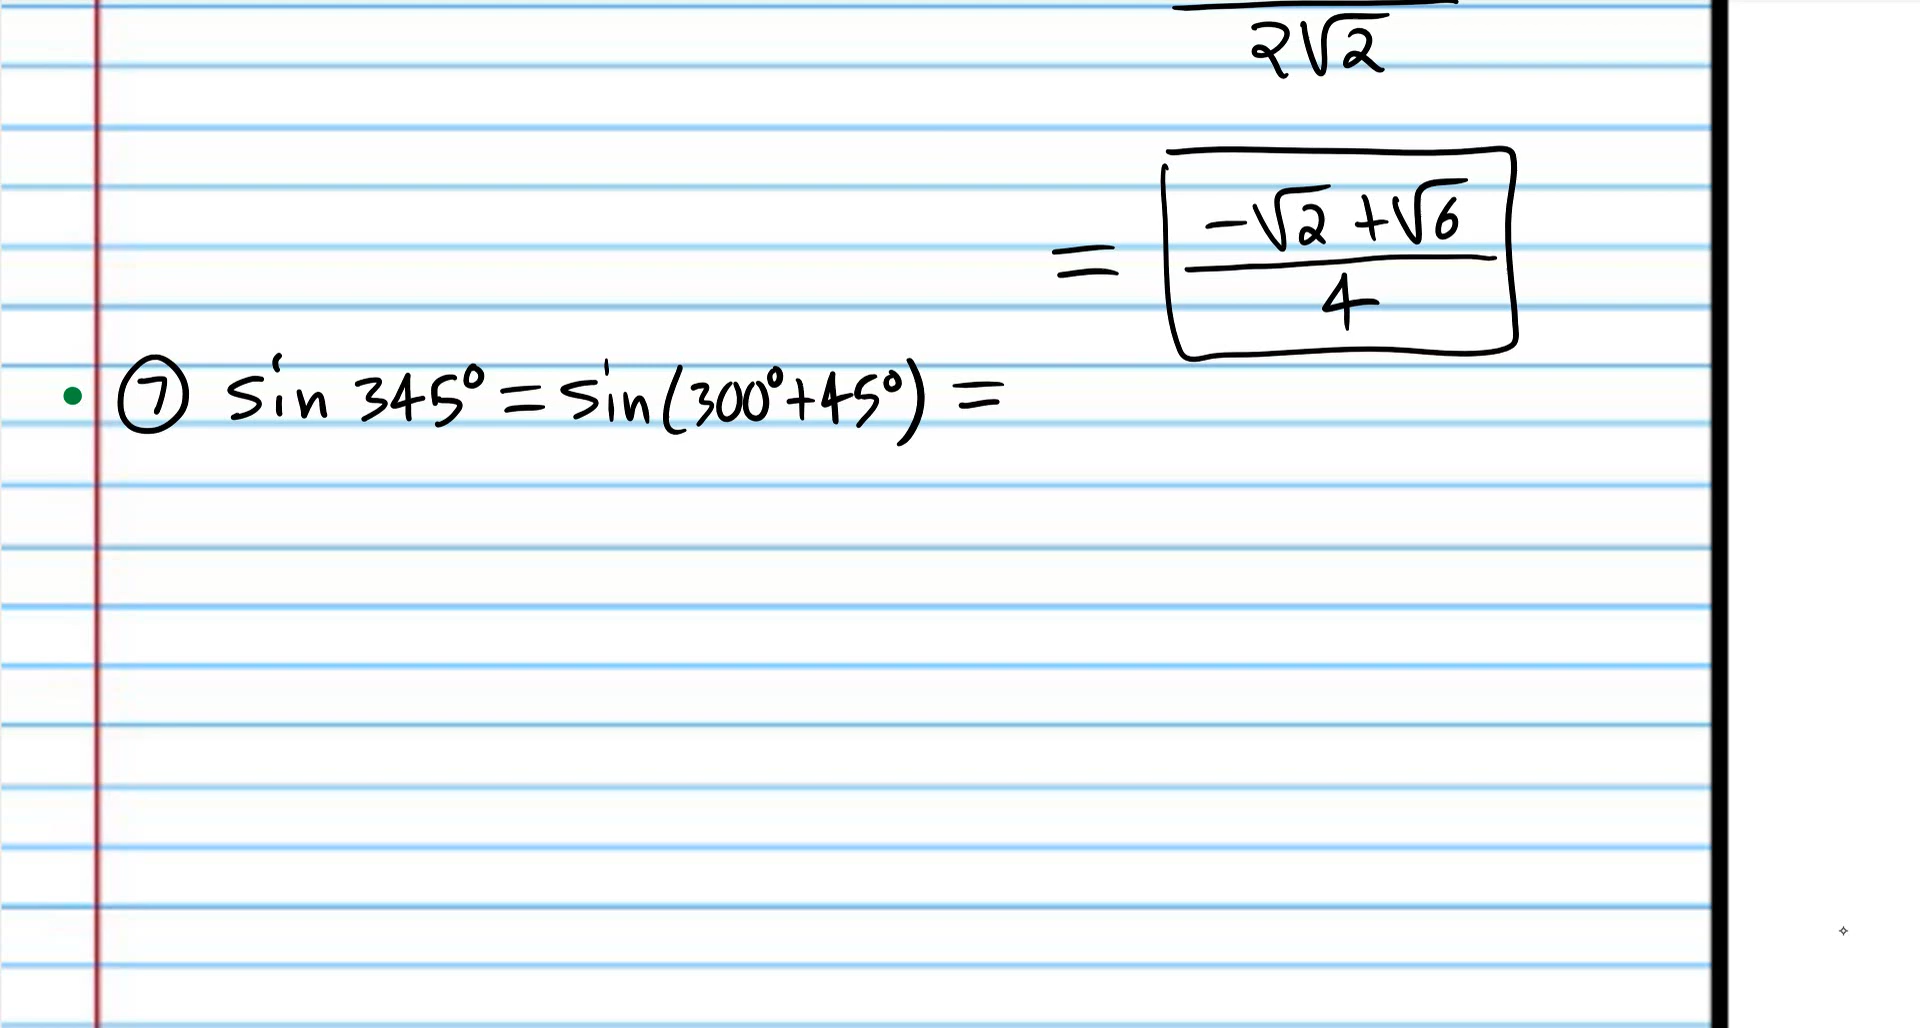 2√2
= (-√2 + √6)/4
⑦ sin 345° = sin(300° + 45°) =